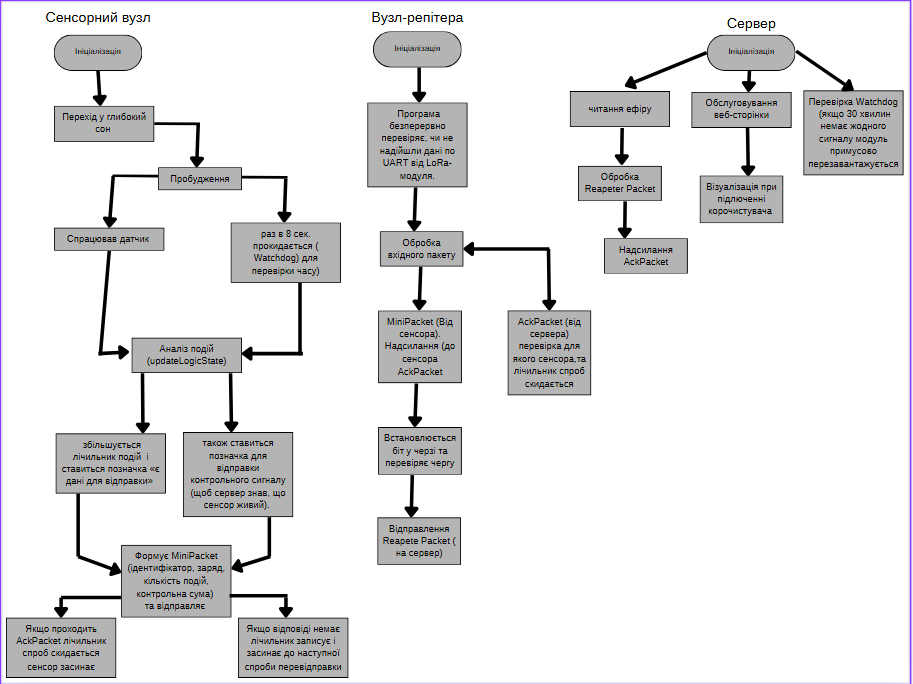 Сенсорний вузл
Ініціалізація
Перехід у глибокий
сон
Пробудження
Спрацював датчик
раз в 8 сек.
прокидається (
Watchdog) для
перевірки часу)
Аналіз подій
(updateLogicState)
збільшується
лічильник подій і
ставиться позначка «є
дані для відправки»
також ставиться
позначка для
відправки
контрольного сигналу
(щоб сервер знав, що
сенсор живий).
Формує MiniPacket
(ідентифікатор, заряд,
кількість подій,
контрольна сума)
та відправляє
Якщо проходить
AckPacket лічильник
спроб скидається
сенсор засинає
Якщо відповіді немає
лічильник записує і
засинає до наступної
спроби перевідправки
Вузл-репітера
Ініціалізація
Програма
безперервно
перевіряє, чи не
надійшли дані по
UART від LoRa-
модуля.
Обробка
вхідного пакету
MiniPacket (Від
сенсора).
Надсилання (до
сенсора
AckPacket
AckPacket (від
сервера)
перевірка для
якого сенсора,та
лічильник спроб
скидається
Встановлюється
біт у черзі та
перевіряє чергу
Відправлення
Reapete Packet (
на сервер)
Сервер
Ініціалізація
читання ефіру
Обробка
Reapeter Packet
Надсилання
AckPacket
Обслуговування
веб-сторінки
Візуалізація при
підлюченні
корочистувача
Перевірка Watchdog
(якщо 30 хвилин
немає жодного
сигналу модуль
примусово
перезавантажується